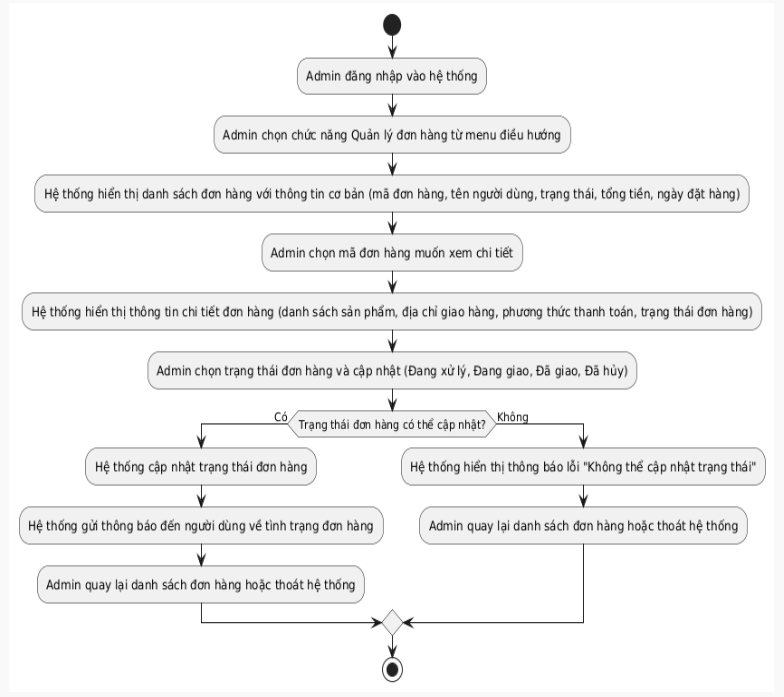 Admin đăng nhập vào hệ thống
Admin chọn chức năng Quản lý đơn hàng từ menu điều hướng
Hệ thống hiển thị danh sách đơn hàng với thông tin cơ bản (mã đơn hàng, tên người dùng, trạng thái, tổng tiền, ngày đặt hàng)
Admin chọn mã đơn hàng muốn xem chi tiết
Hệ thống hiển thị thông tin chi tiết đơn hàng (danh sách sản phẩm, địa chỉ giao hàng, phương thức thanh toán, trạng thái đơn hàng)
Admin chọn trạng thái đơn hàng và cập nhật (Đang xử lý, Đang giao, Đã giao, Đã hủy)
Có
Trạng thái đơn hàng có thể cập nhật?
Không
Hệ thống cập nhật trạng thái đơn hàng
Hệ thống hiển thị thông báo lỗi "Không thể cập nhật trạng thái"
Hệ thống gửi thông báo đến người dùng về tình trạng đơn hàng
Admin quay lại danh sách đơn hàng hoặc thoát hệ thống
Admin quay lại danh sách đơn hàng hoặc thoát hệ thống